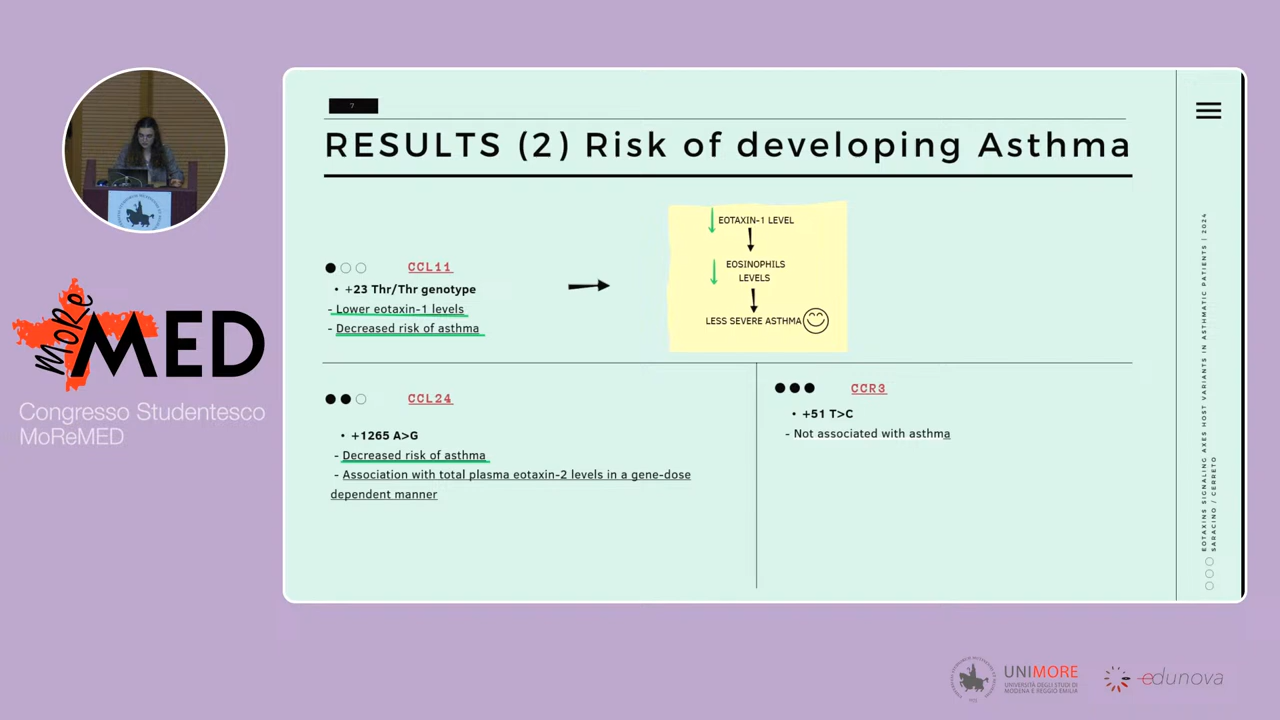 7
RESULTS (2) Risk of developing Asthma
CCL11
• +23 Thr/Thr genotype
- Lower eotaxin-1 levels
- Decreased risk of asthma
EOTAXIN-1 LEVEL
EOSINOPHILS
LEVELS
LESS SEVERE ASTHMA
CCL24
• +1265 A>G
- Decreased risk of asthma
- Association with total plasma eotaxin-2 levels in a gene-dose
dependent manner
CCR3
• +51 T>C
- Not associated with asthma
EOTAXINS SIGNALING AXES HOST VARIANTS IN ASTHMATIC PATIENTS | 2024
SARACINO / CERRETO
MoRe
MED
Congresso Studentesco
MoReMED
UNIMORE
UNIVERSITÀ DEGLI STUDI DI
MODENA E REGGIO EMILIA
edunova